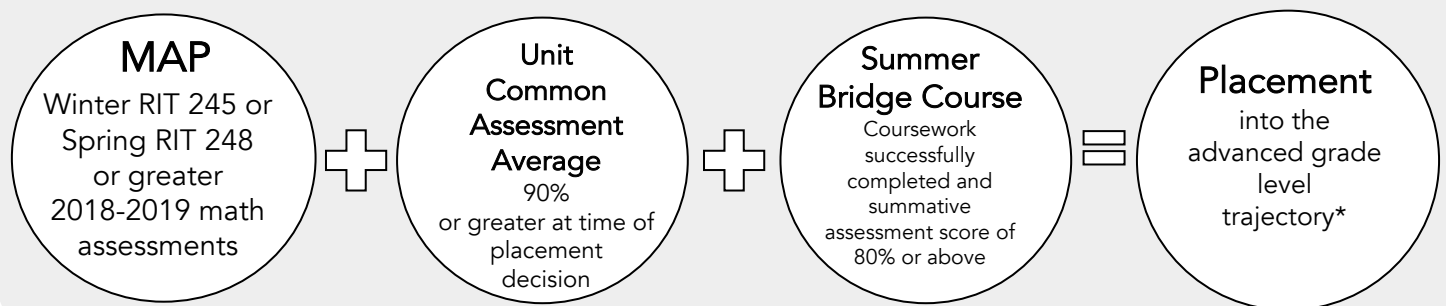 MAP
Winter RIT 245 or
Spring RIT 248
or greater
2018-2019 math
assessments
Unit
Common
Assessment
Average
90%
or greater at time of
placement
decision
Summer
Bridge Course
Coursework
successfully
completed and
summative
assessment score of
80% or above
Placement
into the
advanced grade
level
trajectory*